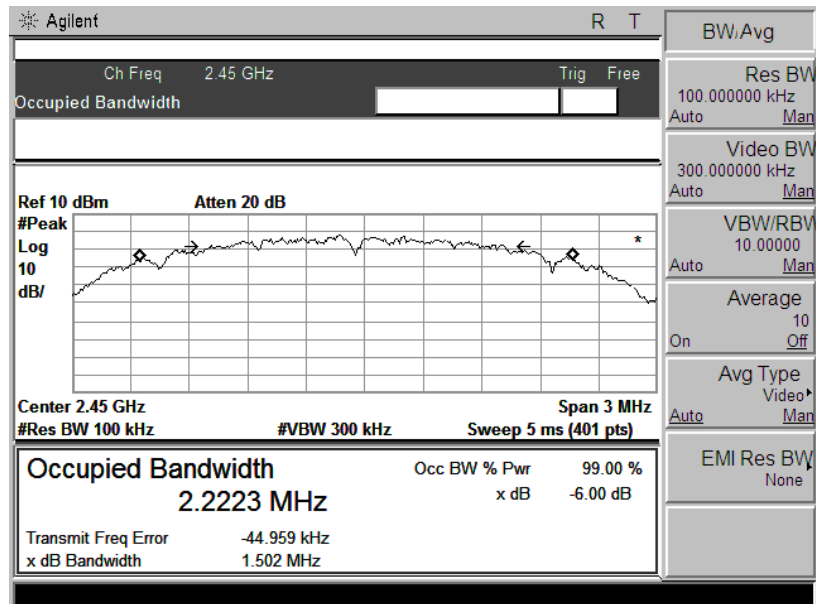 Agilent R T
Ch Freq 2.45 GHz Trig Free
Occupied Bandwidth
Ref 10 dBm Atten 20 dB
#Peak
Log
10
dB/
*
Center 2.45 GHz Span 3 MHz
#Res BW 100 kHz #VBW 300 kHz Sweep 5 ms (401 pts)
Occupied Bandwidth Occ BW % Pwr 99.00 %
2.2223 MHz x dB -6.00 dB
Transmit Freq Error -44.959 kHz
x dB Bandwidth 1.502 MHz
BW/Avg
Res BW
100.000000 kHz
Auto Man
Video BW
300.000000 kHz
Auto Man
VBW/RBW
10.00000
Auto Man
Average
10
On Off
Avg Type
Video
Auto Man
EMI Res BW
None